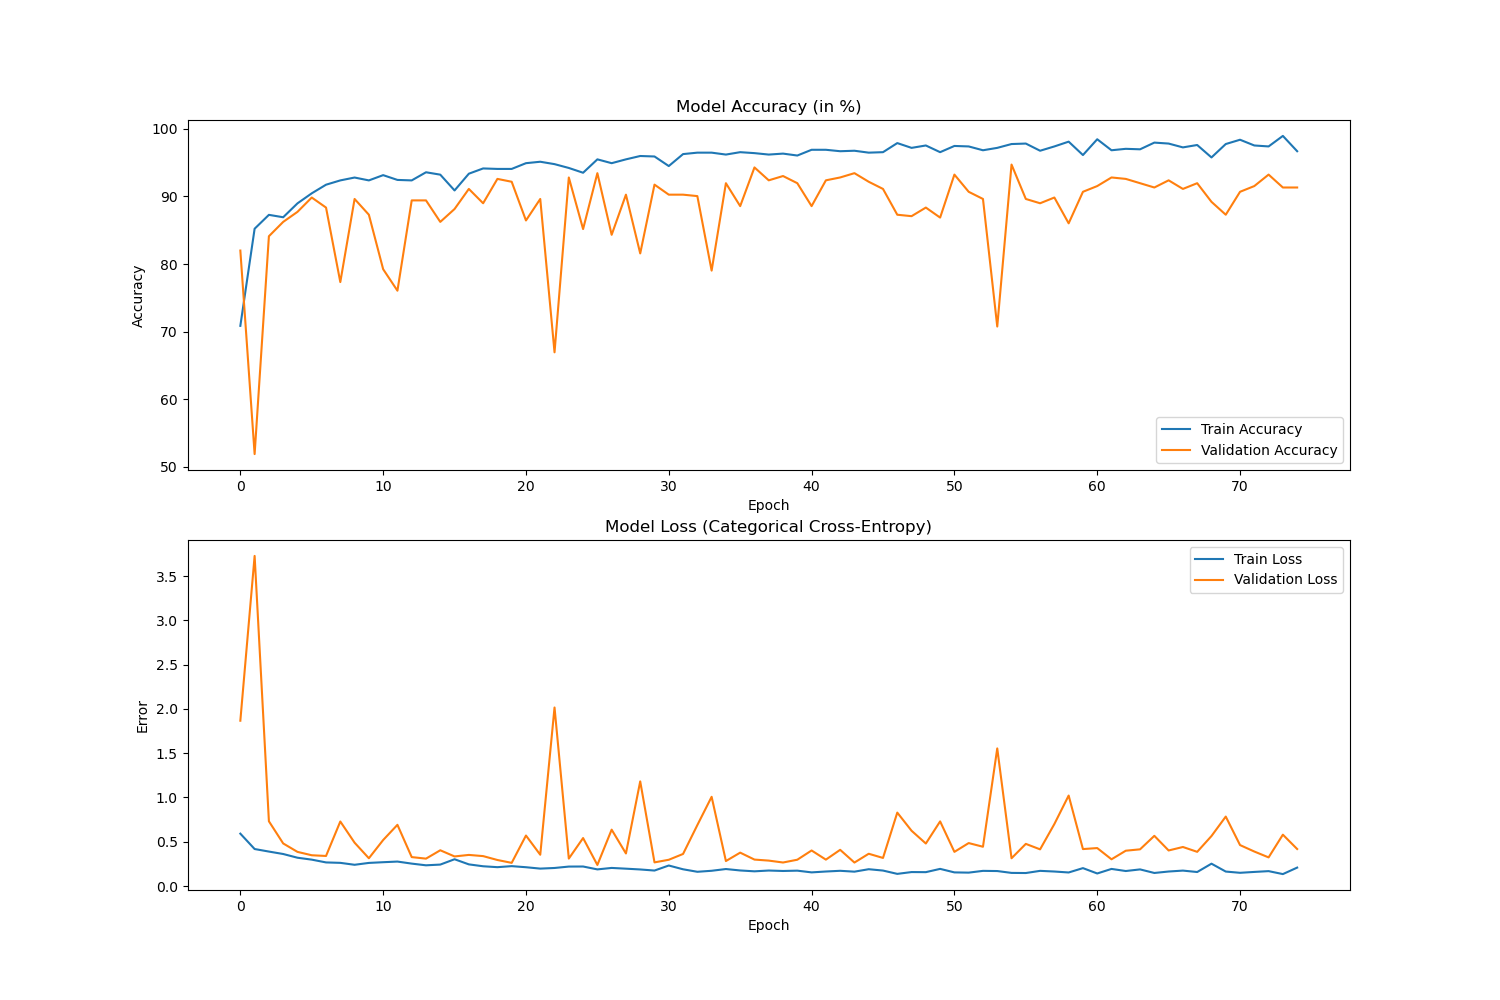 Model Accuracy (in %)
100
90
80
70
60
50
Accuracy
Train Accuracy
Validation Accuracy
0 10 20 30 40 50 60 70
Epoch
Model Loss (Categorical Cross-Entropy)
3.5
3.0
2.5
2.0
1.5
1.0
0.5
0.0
Error
Train Loss
Validation Loss
0 10 20 30 40 50 60 70
Epoch